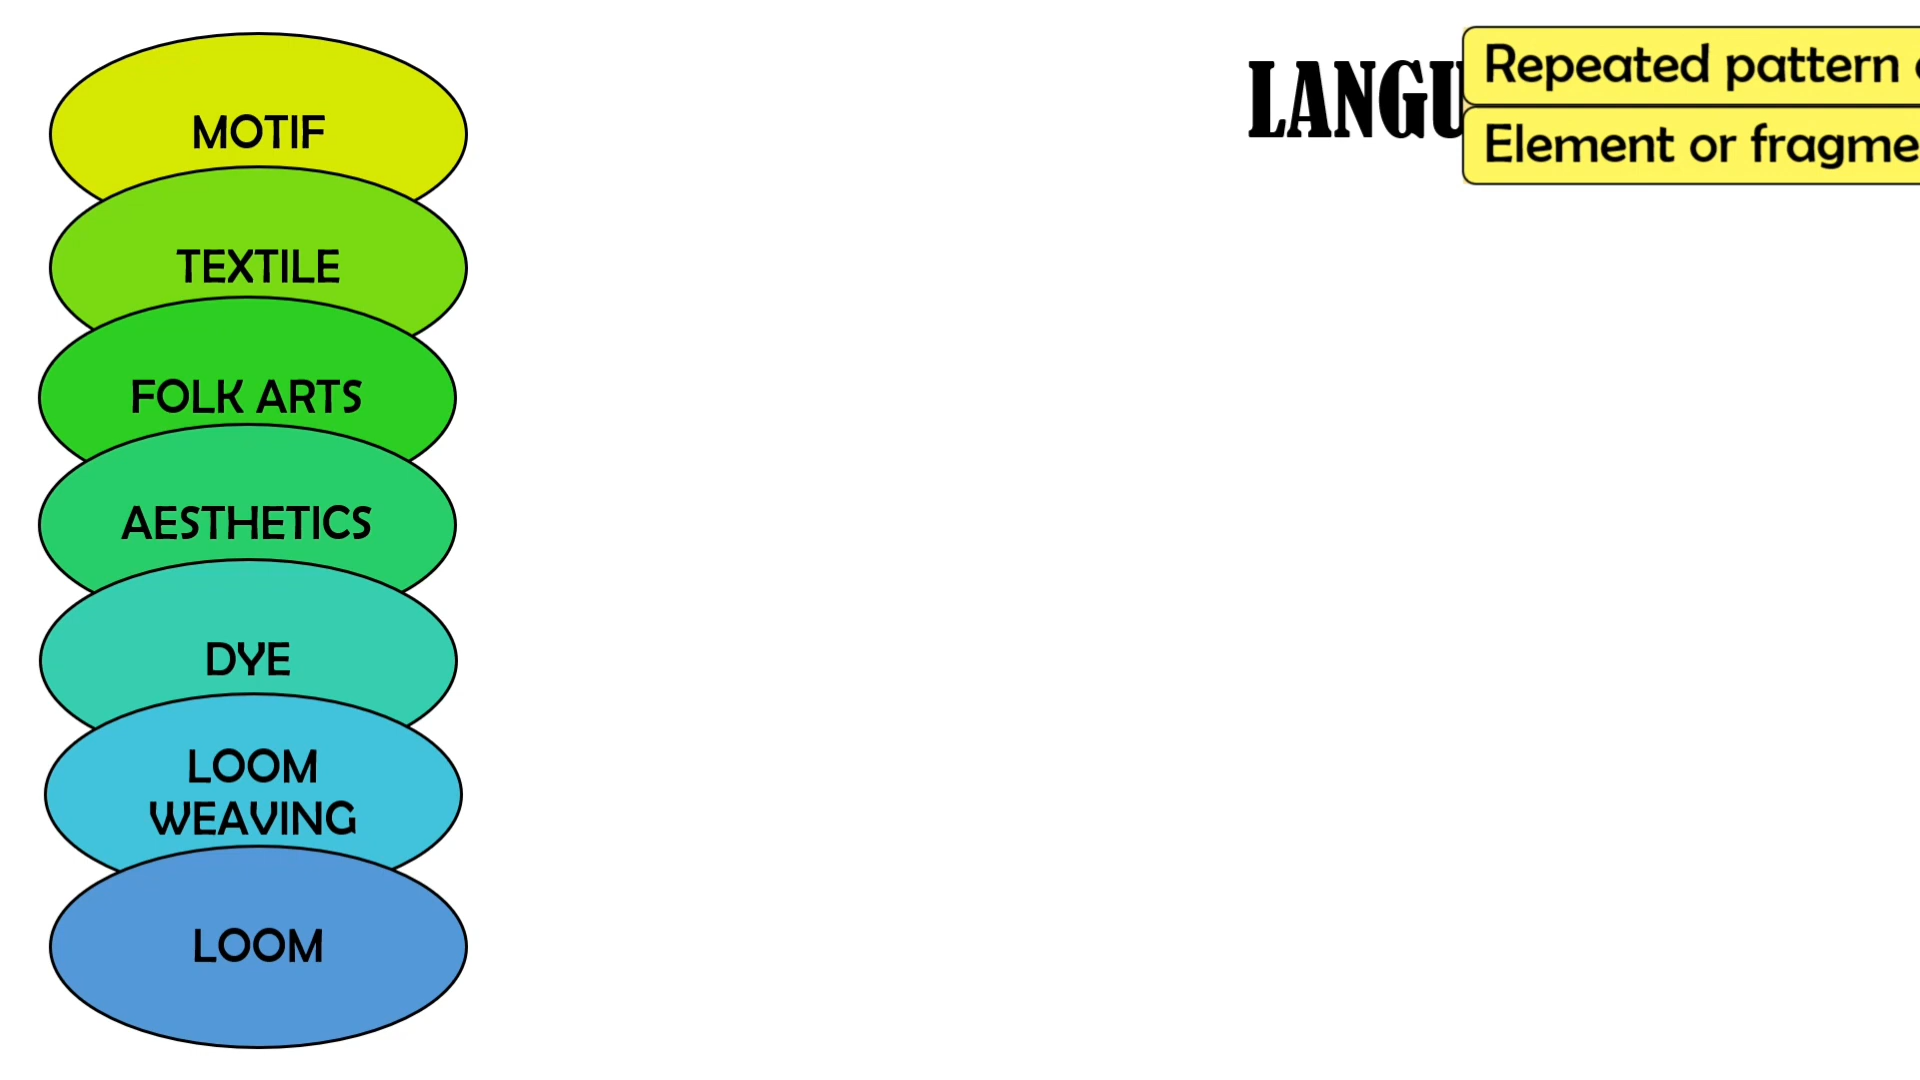 MOTIF
TEXTILE
FOLK ARTS
AESTHETICS
DYE
LOOM
WEAVING
LOOM
LANGU
Repeated pattern
Element or fragme